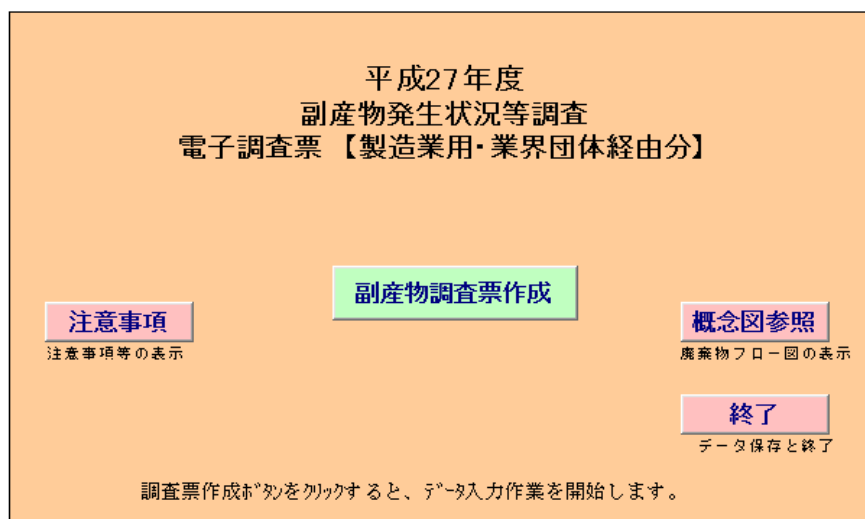 平成27年度
副産物発生状況等調査
電子調査票 【製造業用・業界団体経由分】
副産物調査票作成
注意事項
注意事項等の表示
概念図参照
廃棄物フロー図の表示
終了
データ保存と終了
調査票作成ﾎﾞﾀﾝをｸﾘｯｸすると、ﾃﾞｰﾀ入力作業を開始します。